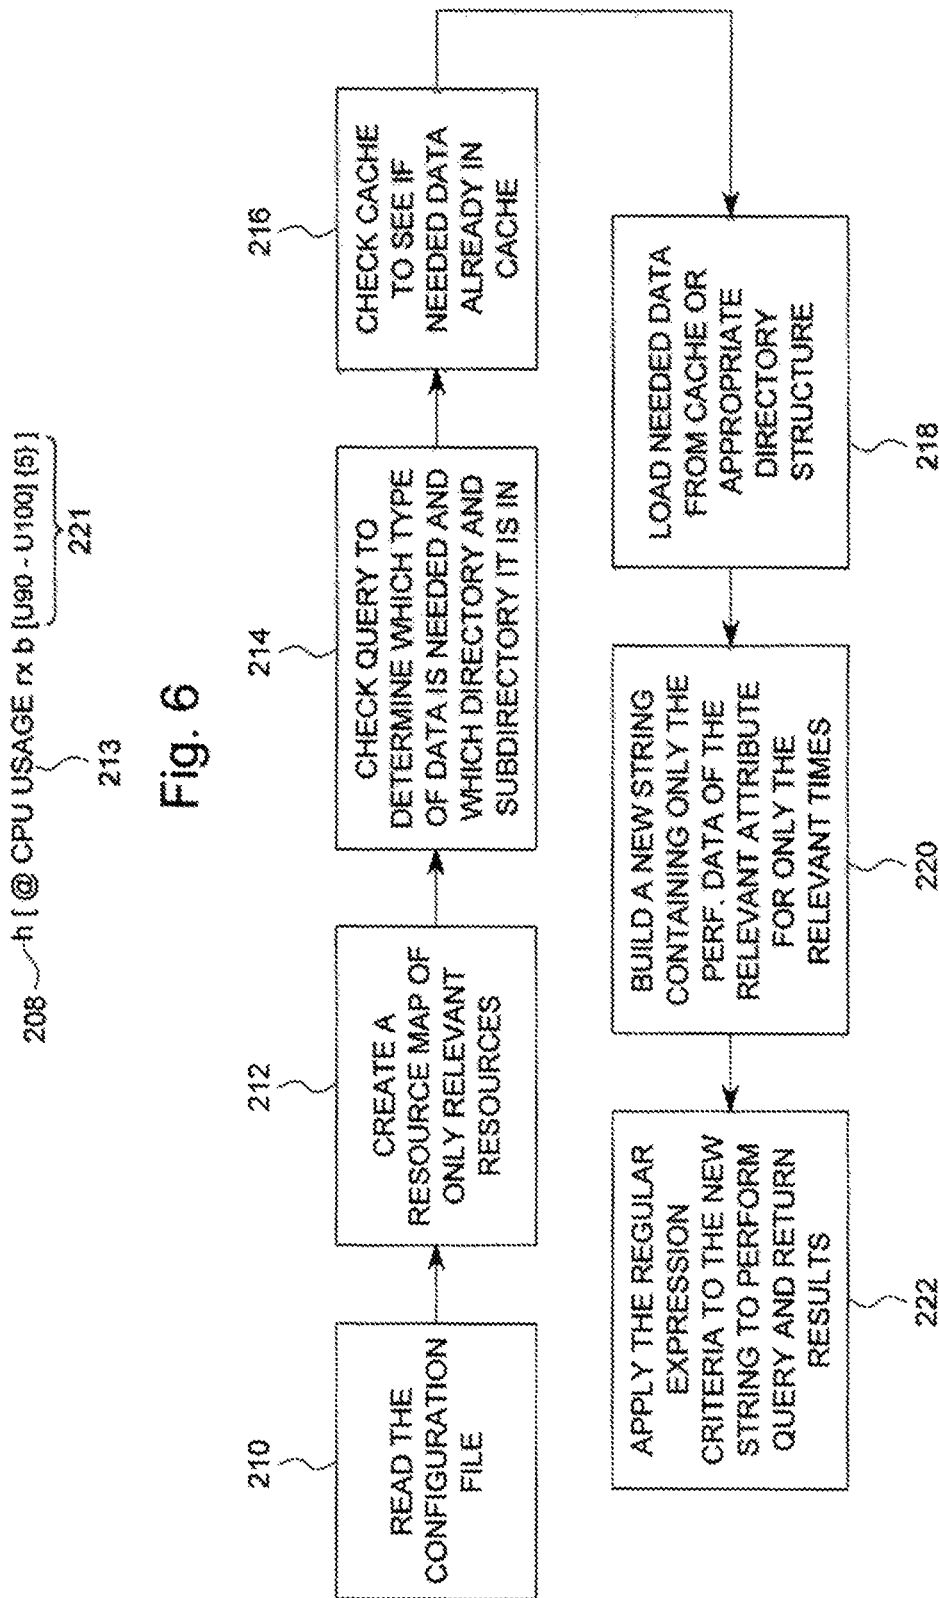 h [ @ CPU USAGE rx b [U90 - U100] {5} ]
208
213
221
Fig. 6
210
READ THE
CONFIGURATION
FILE
212
CREATE A
RESOURCE MAP OF
ONLY RELEVANT
RESOURCES
214
CHECK QUERY TO
DETERMINE WHICH TYPE
OF DATA IS NEEDED AND
WHICH DIRECTORY AND
SUBDIRECTORY IT IS IN
216
CHECK CACHE
TO SEE IF
NEEDED DATA
ALREADY IN
CACHE
LOAD NEEDED DATA
FROM CACHE OR
APPROPRIATE
DIRECTORY
STRUCTURE
218
BUILD A NEW STRING
CONTAINING ONLY THE
PERF. DATA OF THE
RELEVANT ATTRIBUTE
FOR ONLY THE
RELEVANT TIMES
220
APPLY THE REGULAR
EXPRESSION
CRITERIA TO THE NEW
STRING TO PERFORM
QUERY AND RETURN
RESULTS
222